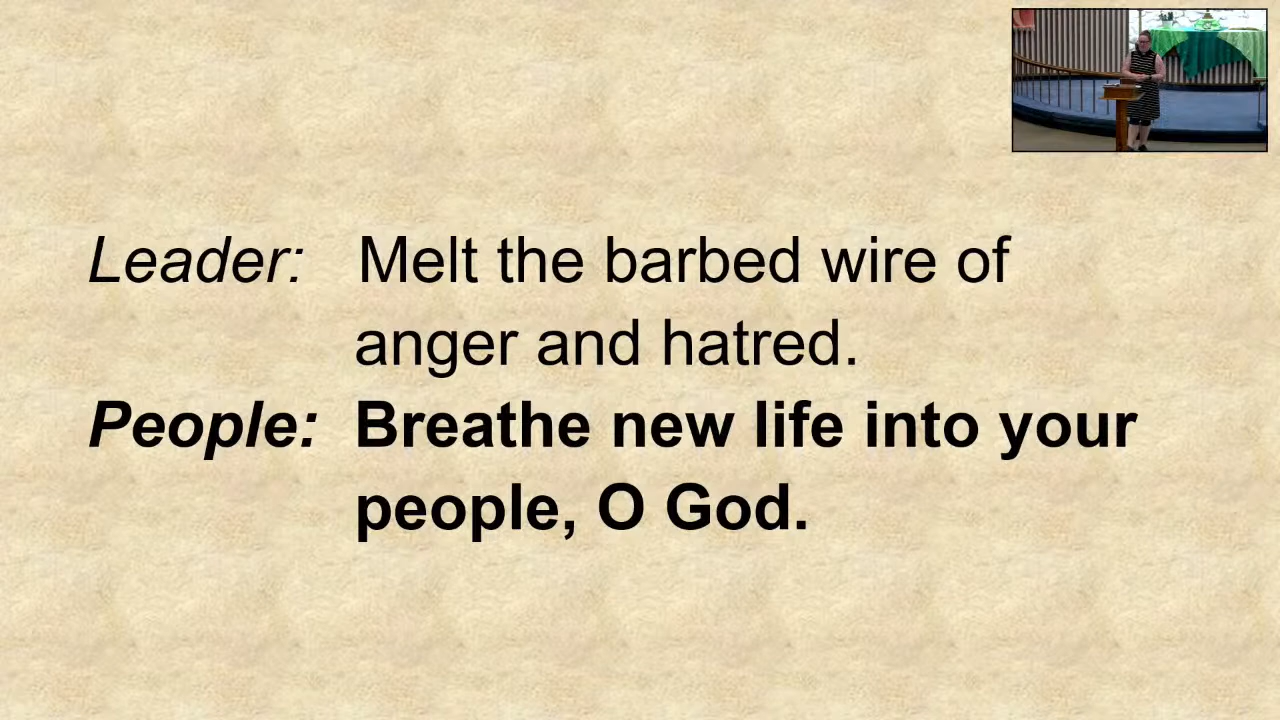 Leader: Melt the barbed wire of
anger and hatred.
People: Breathe new life into your
people, O God.